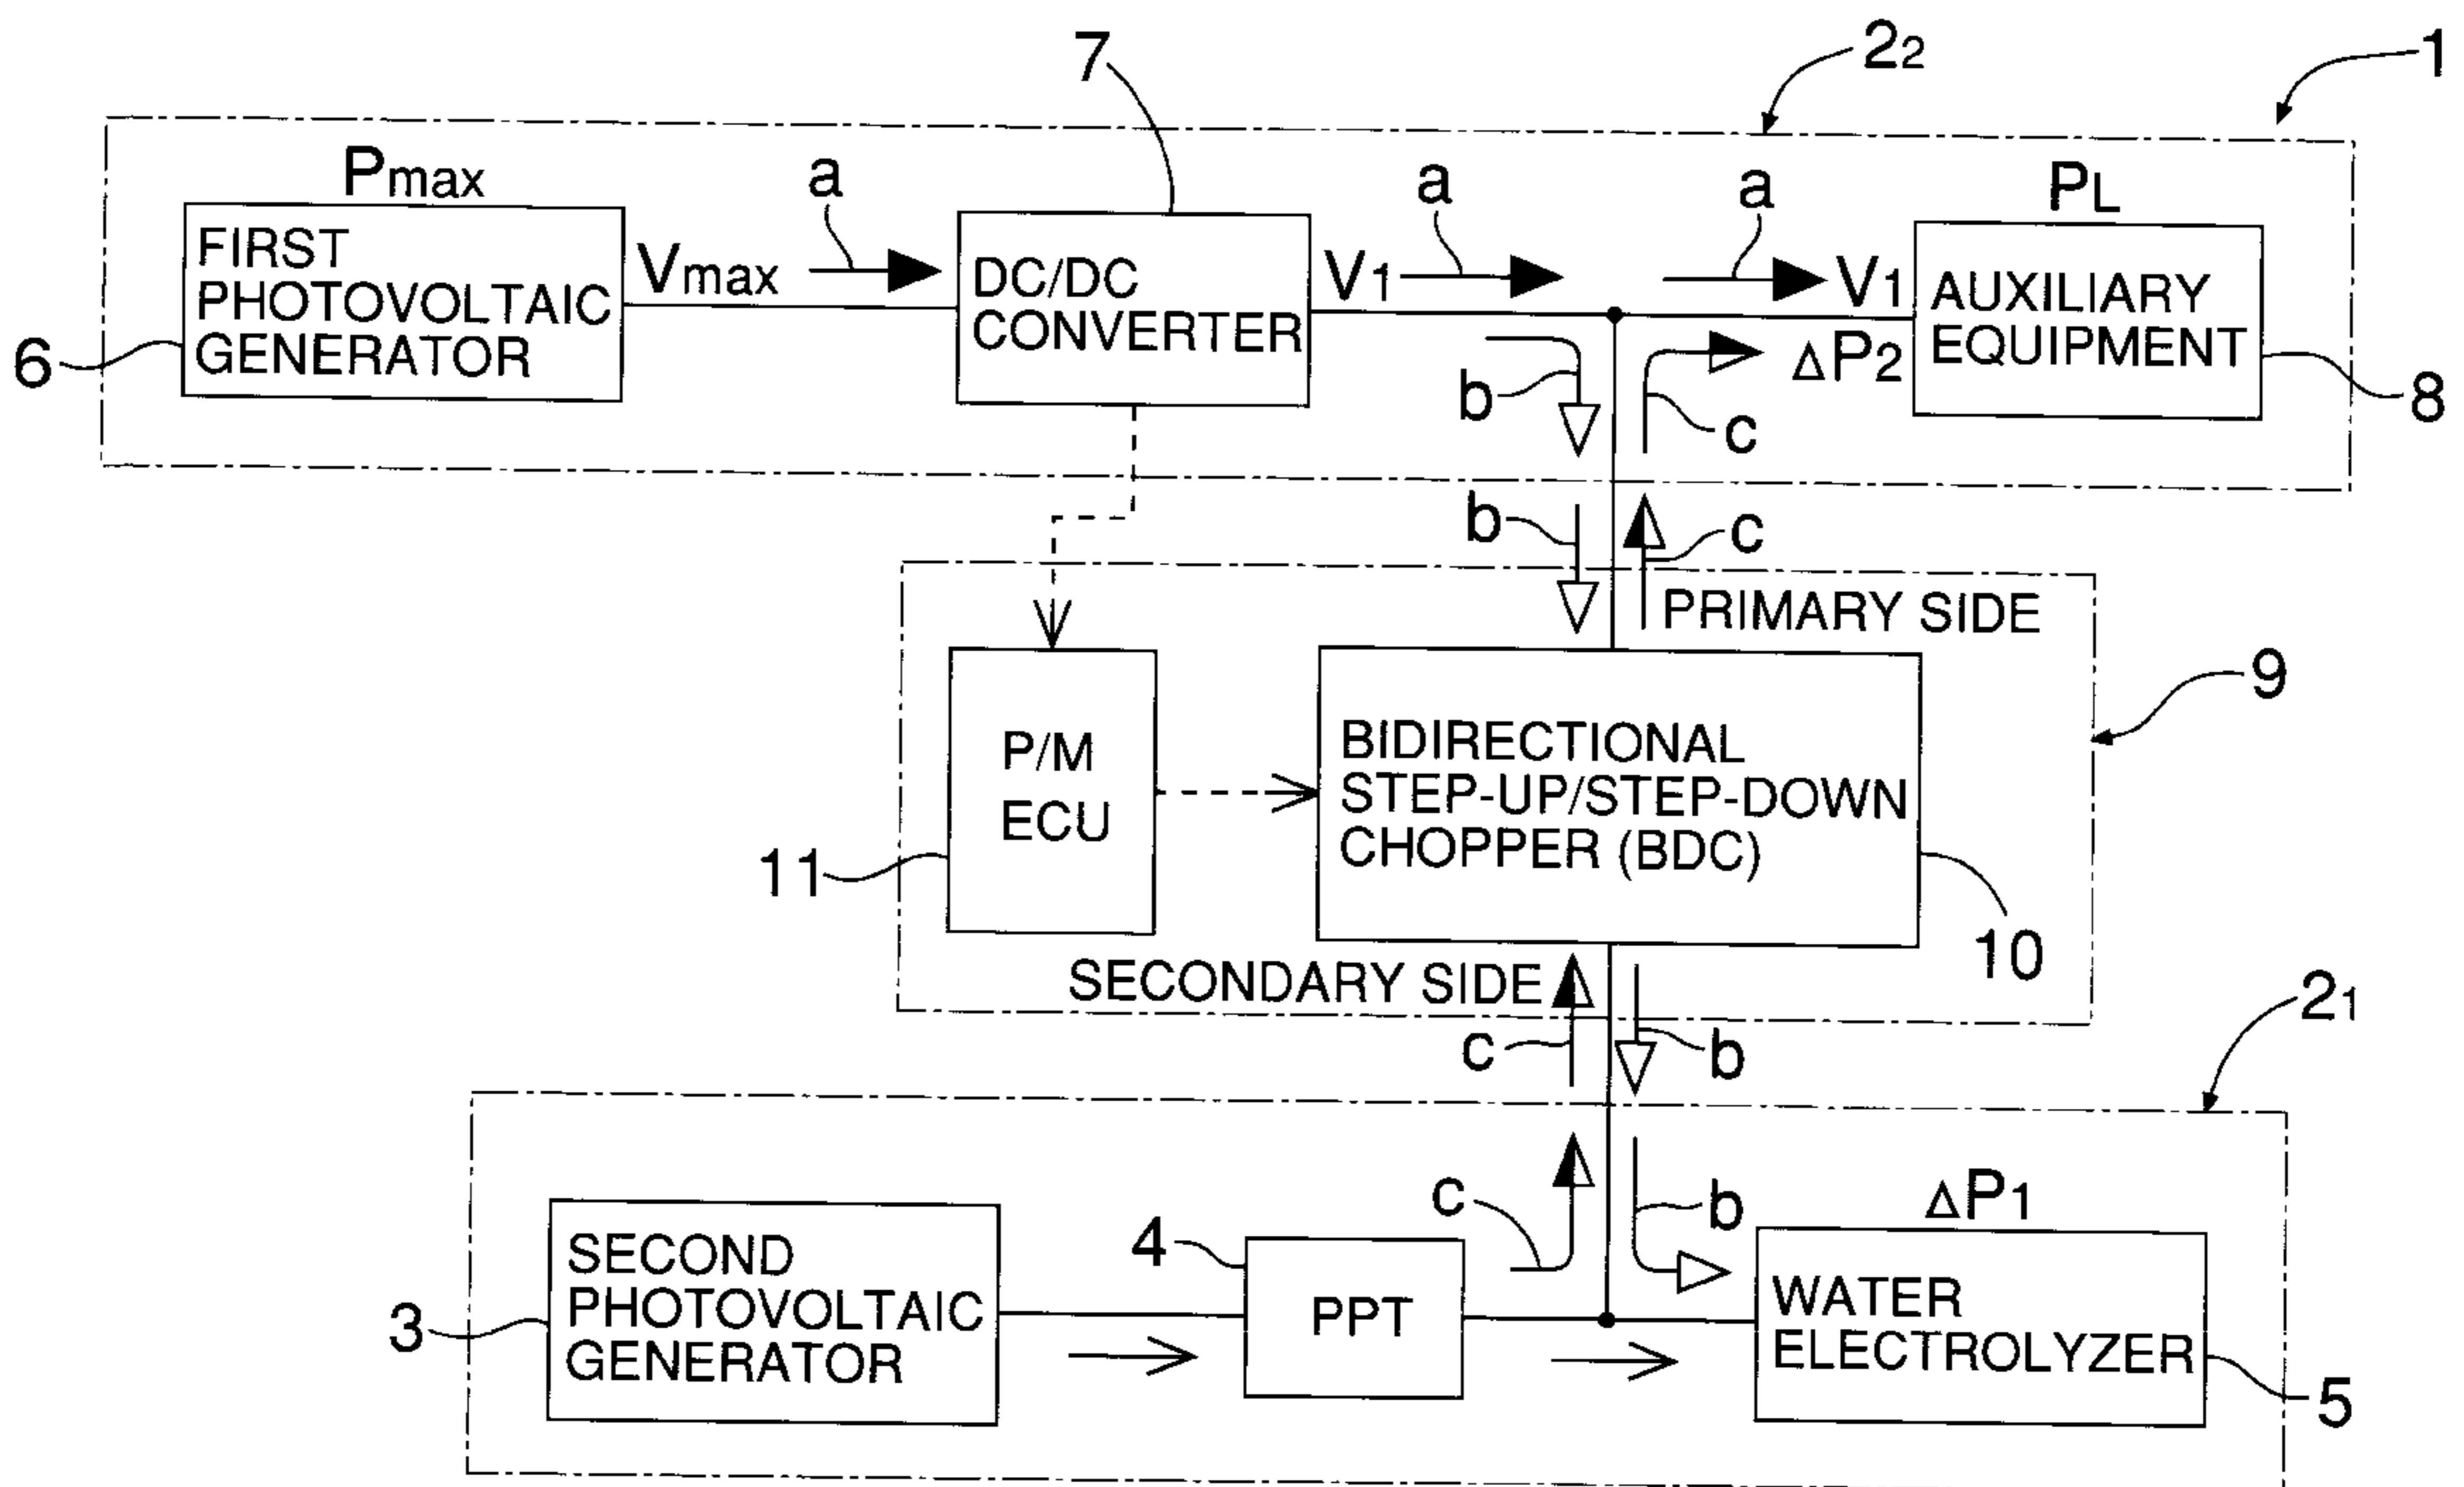 7
2₂
1
Pmax
a
a
a
PL
FIRST
PHOTOVOLTAIC
GENERATOR
Vmax
DC/DC
CONVERTER
V1
V1
AUXILIARY
EQUIPMENT
6
b
c
ΔP2
8
b
c
PRIMARY SIDE
9
P/M
ECU
BIDIRECTIONAL
STEP-UP/STEP-DOWN
CHOPPER (BDC)
11
10
SECONDARY SIDE
c
b
2₁
c
b
ΔP1
4
SECOND
PHOTOVOLTAIC
GENERATOR
PPT
WATER
ELECTROLYZER
3
5